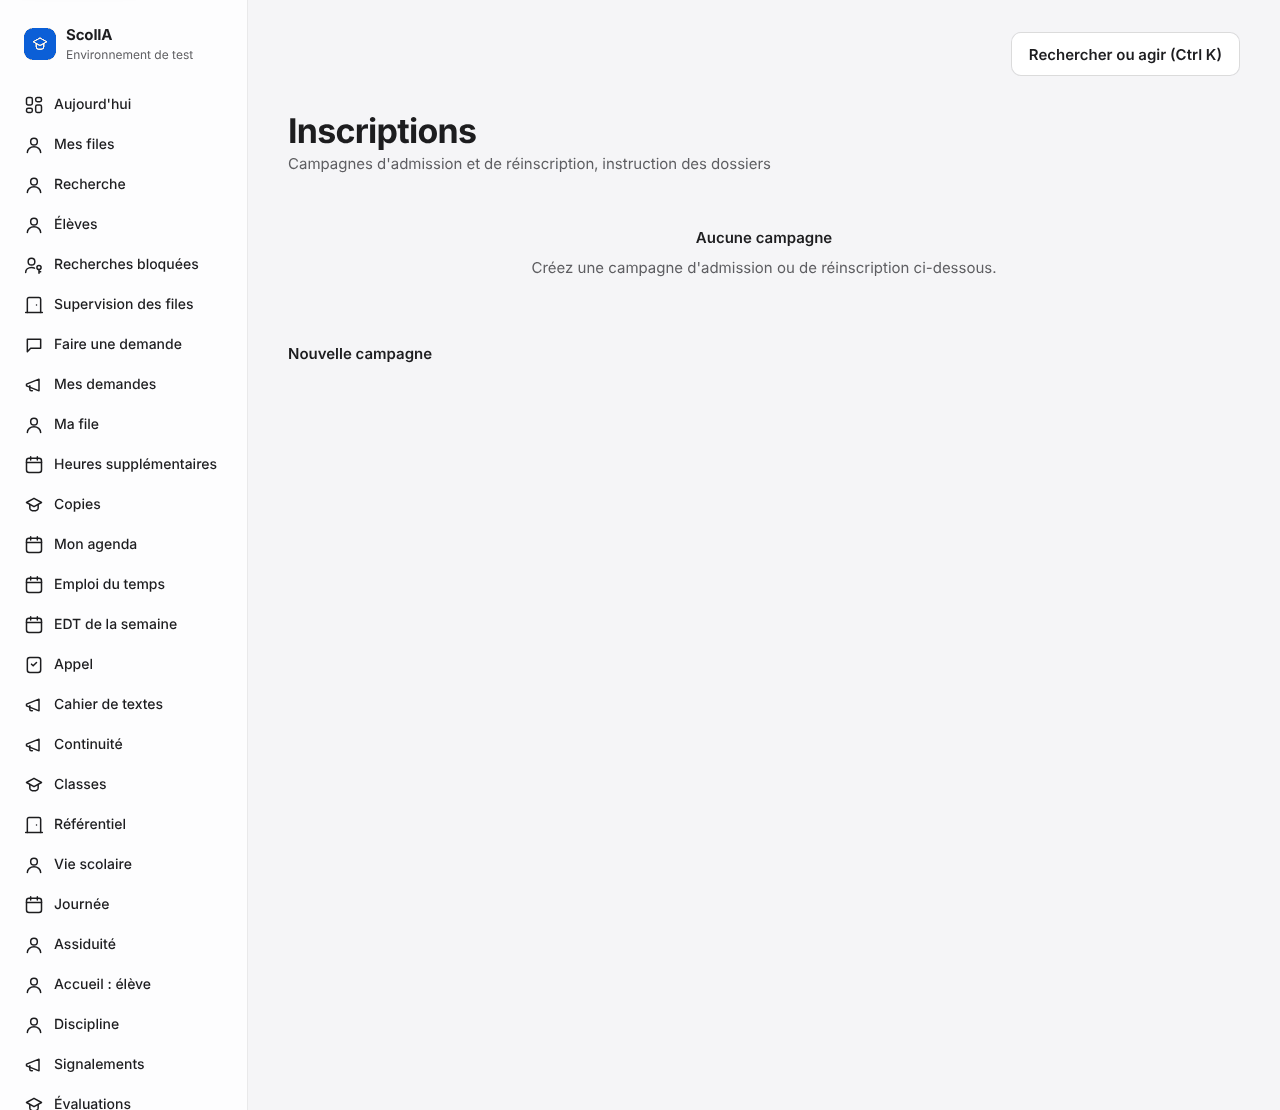 ScolIA
Environnement de test
Aujourd'hui
Mes files
Recherche
Élèves
Recherches bloquées
Supervision des files
Faire une demande
Mes demandes
Ma file
Heures supplémentaires
Copies
Mon agenda
Emploi du temps
EDT de la semaine
Appel
Cahier de textes
Continuité
Classes
Référentiel
Vie scolaire
Journée
Assiduité
Accueil : élève
Discipline
Signalements
Évaluations
Rechercher ou agir (Ctrl K)
Inscriptions
Campagnes d'admission et de réinscription, instruction des dossiers
Aucune campagne
Créez une campagne d'admission ou de réinscription ci-dessous.
Nouvelle campagne